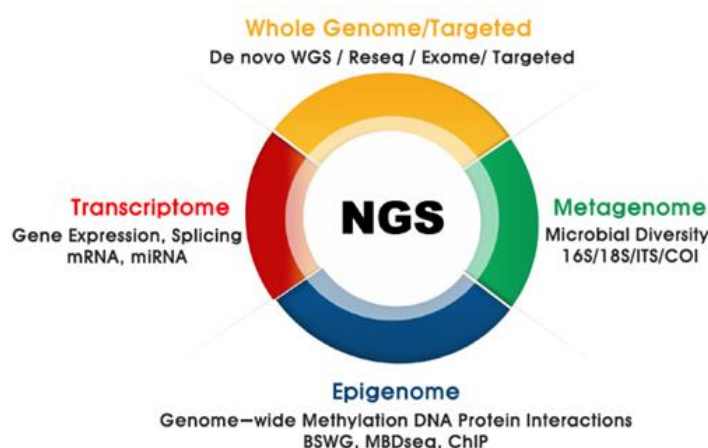 Whole Genome/Targeted
De novo WGS / Reseq / Exome/ Targeted
NGS
Transcriptome
Gene Expression, Splicing
mRNA, miRNA
Metagenome
Microbial Diversity
16S/18S/ITS/COI
Epigenome
Genome-wide Methylation DNA Protein Interactions
BSWG, MBDseq, ChIP